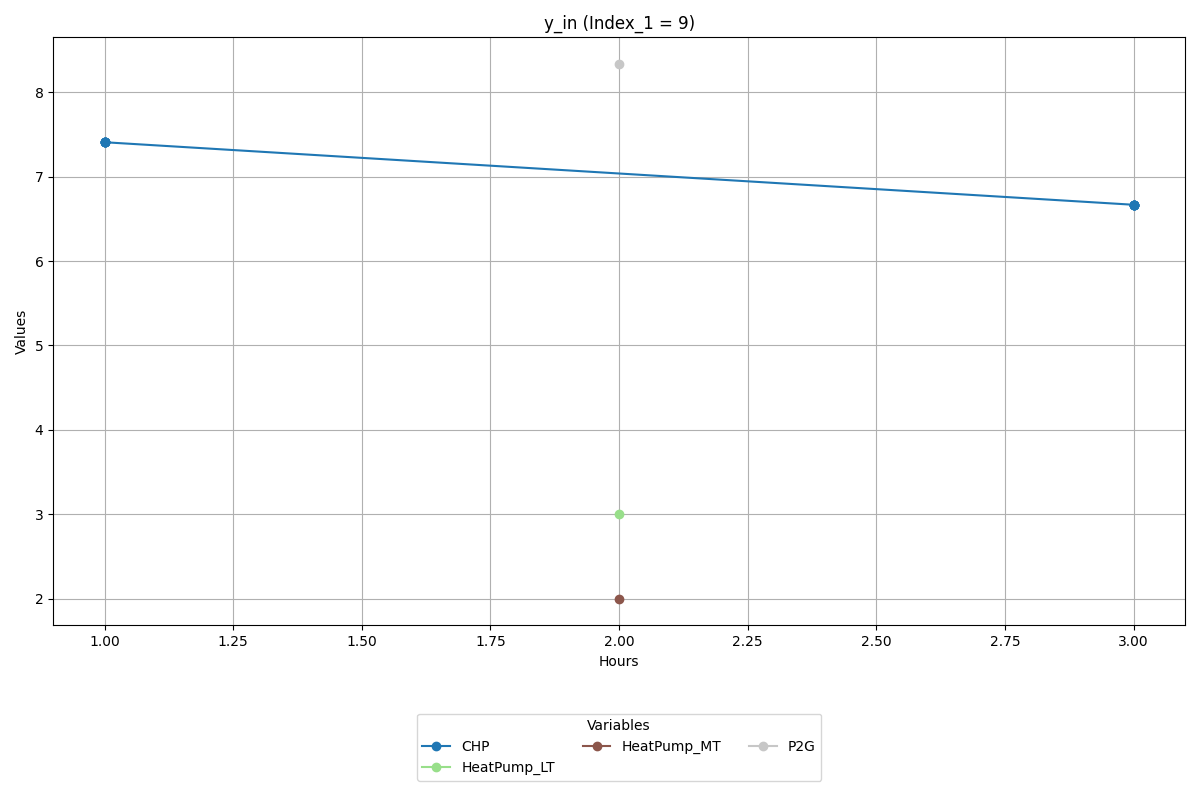 y_in (Index_1 = 9)
Values
8
7
6
5
4
3
2
1.00 1.25 1.50 1.75 2.00 2.25 2.50 2.75 3.00
Hours
Variables
CHP HeatPump_MT P2G
HeatPump_LT